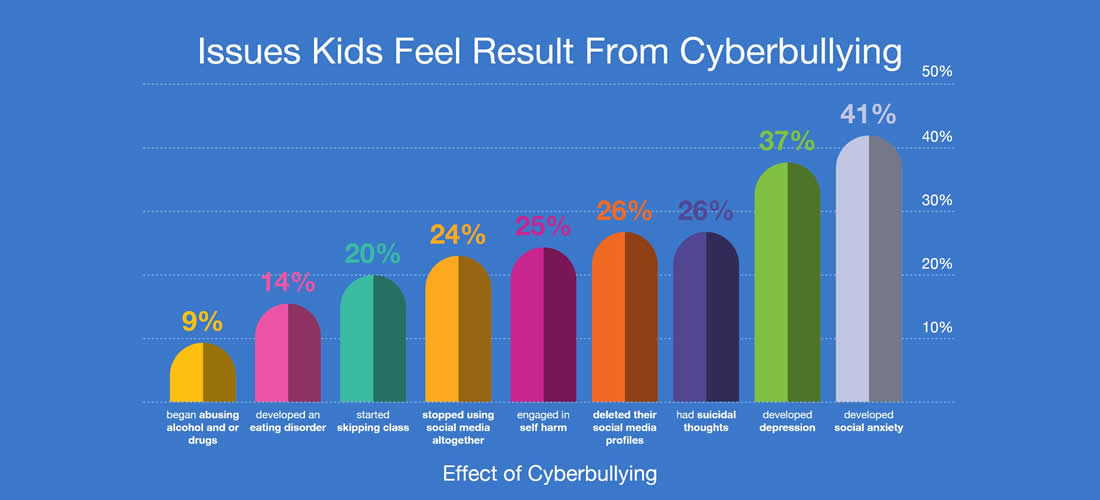 Issues Kids Feel Result From Cyberbullying
50%
41%
40%
37%
30%
26%
26%
25%
24%
20%
20%
14%
10%
9%
began abusing
alcohol and or
drugs
developed an
eating disorder
started
skipping class
stopped using
social media
altogether
engaged in
self harm
deleted their
social media
profiles
had suicidal
thoughts
developed
depression
developed
social anxiety
Effect of Cyberbullying